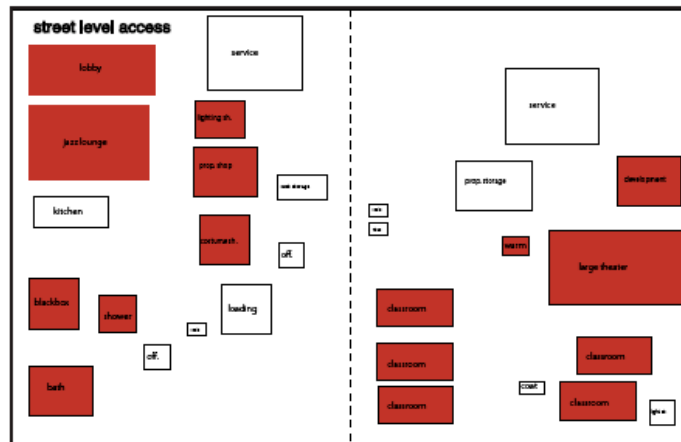 street level access
lobby
service
jazz lounge
lighting sh.
prop. shop
kitchen
costume sh.
off.
blackbox
shower
loading
off.
bath
service
prop. storage
development
warm
large theater
classroom
classroom
classroom
classroom
coat
classroom